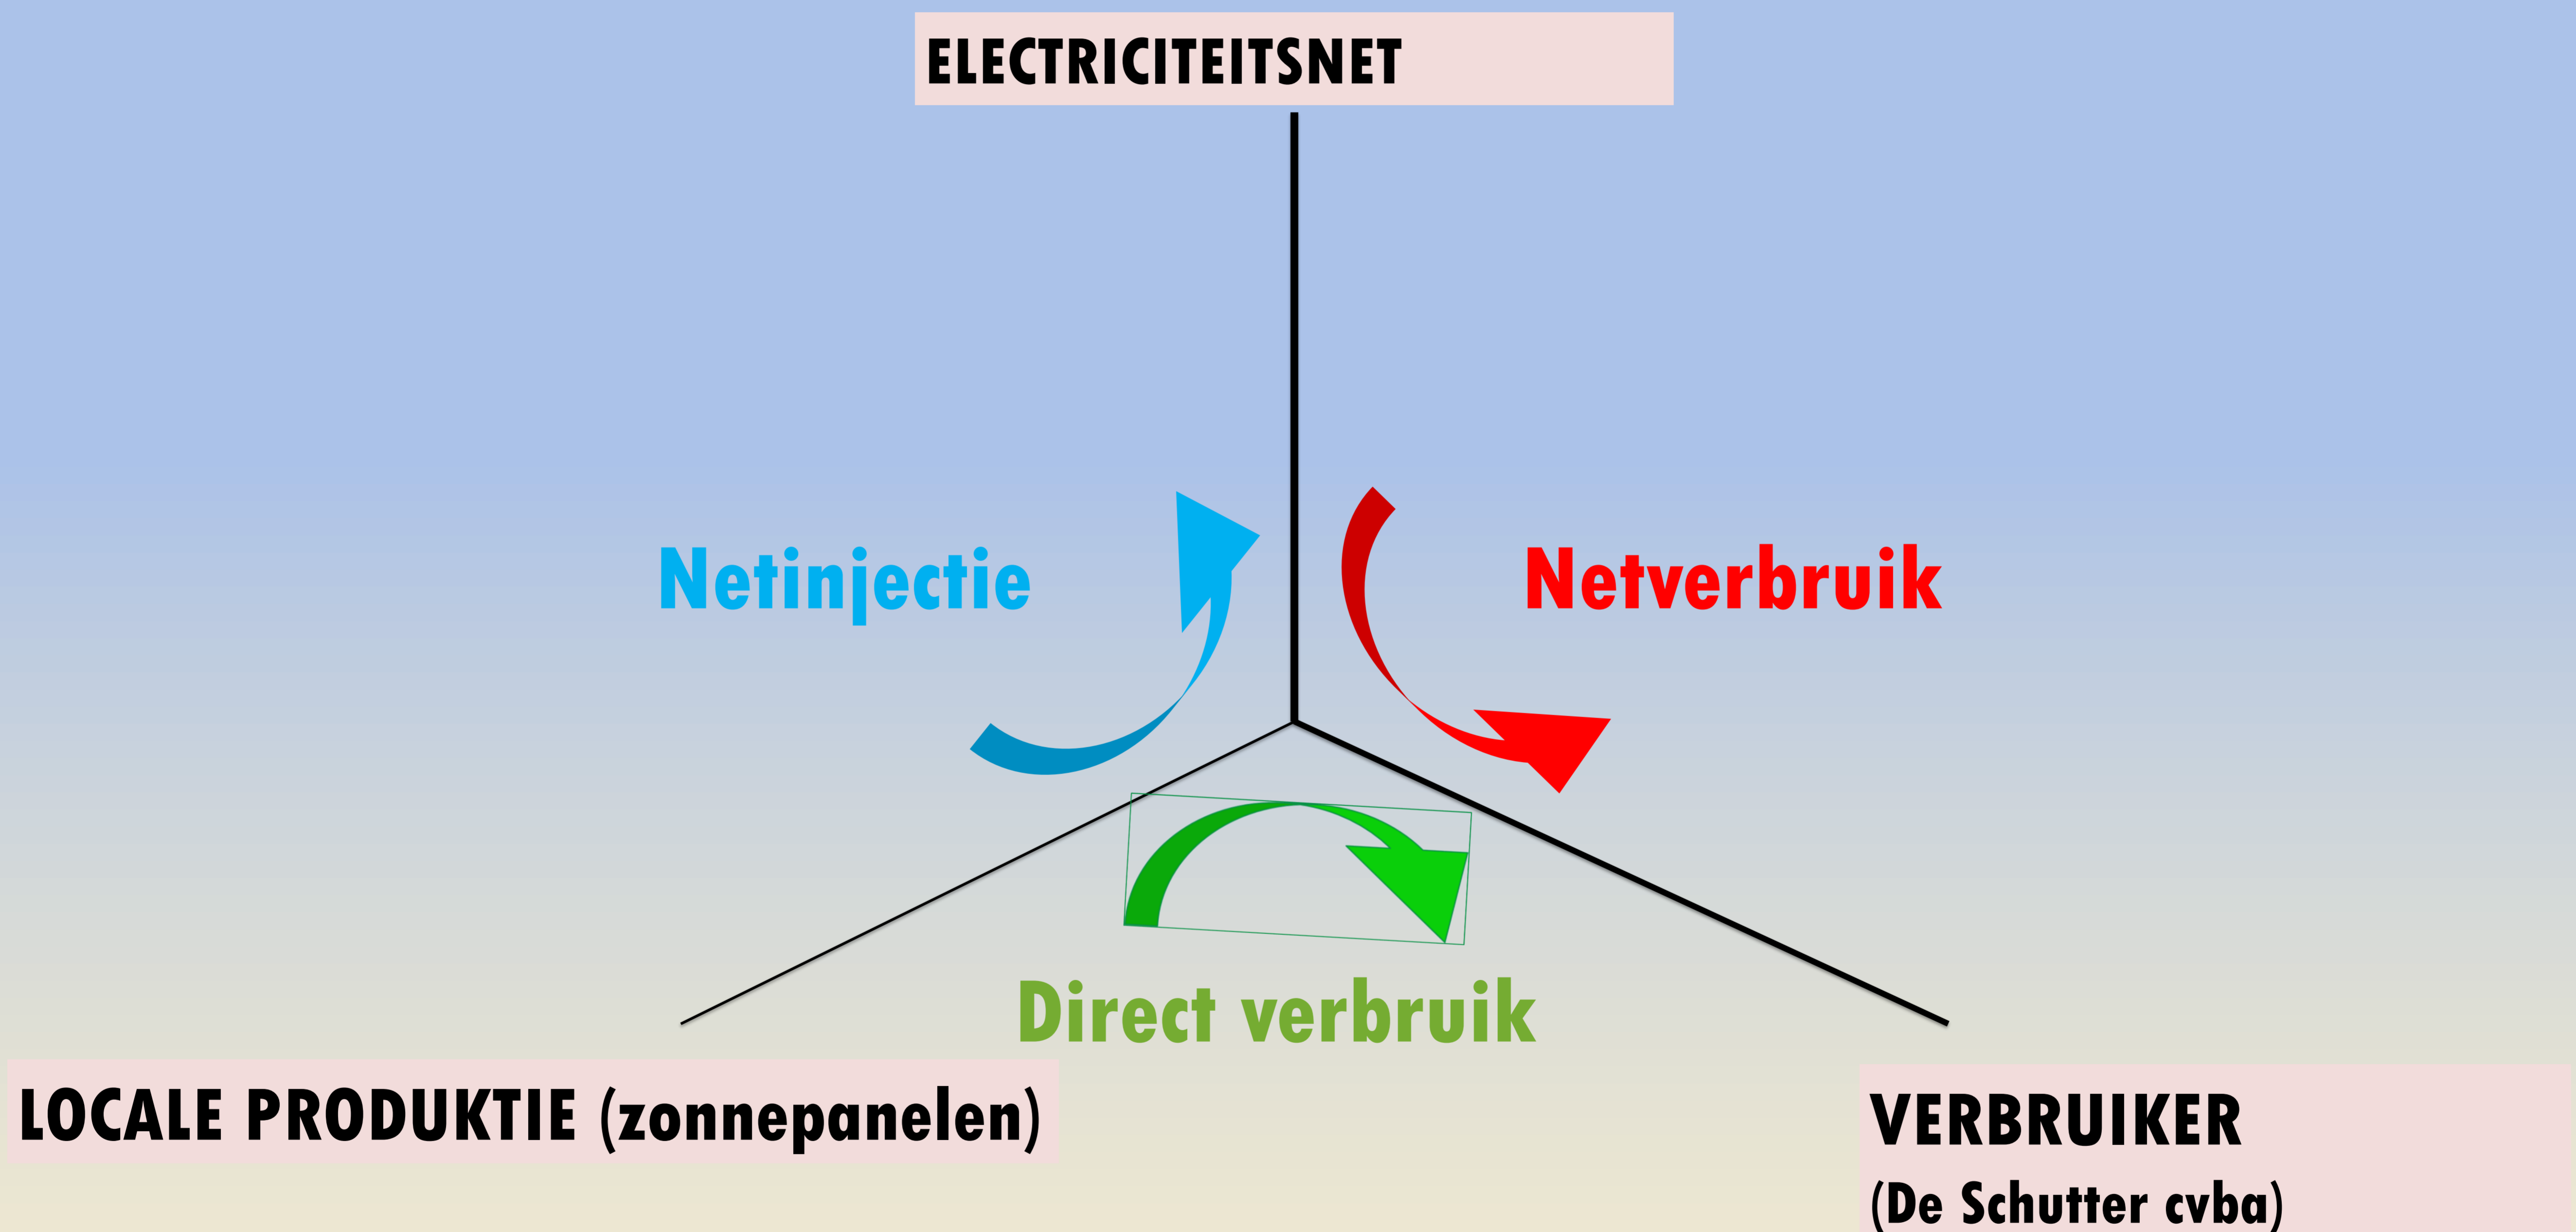 ELECTRICITEITSNET
Netinjectie
Netverbruik
Direct verbruik
LOCALE PRODUKTIE (zonnepanelen)
VERBRUIKER
(De Schutter cvba)